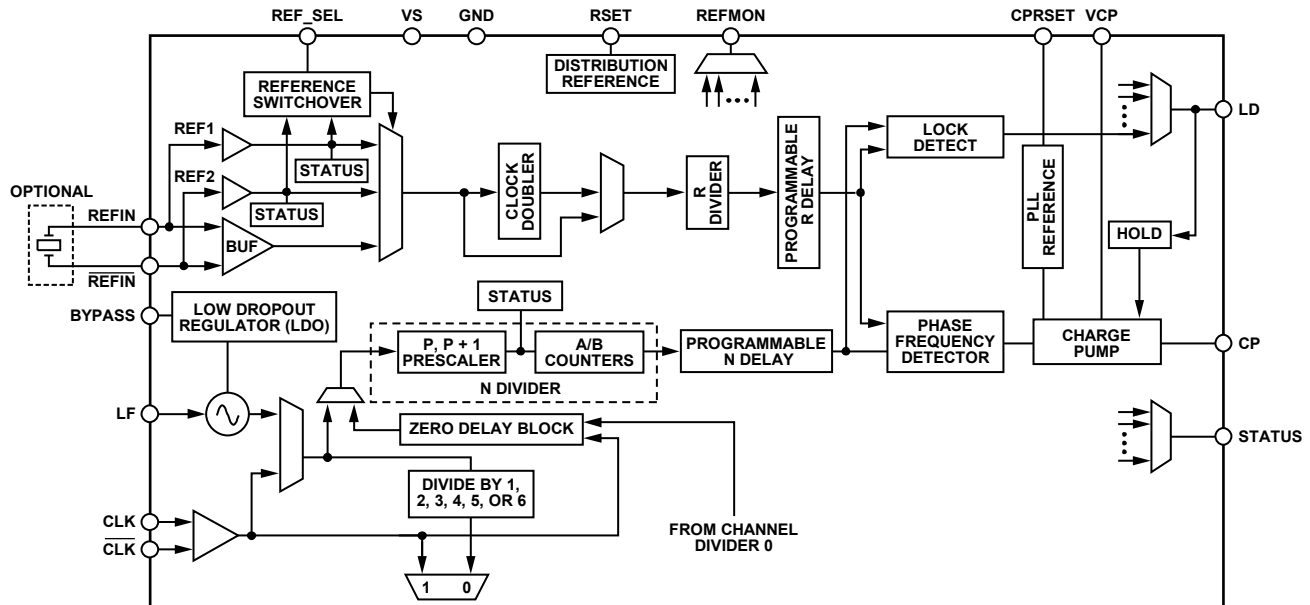 REF_SEL
VS
GND
RSET
REFMON
CPRSET
VCP
DISTRIBUTION
REFERENCE
REFERENCE
SWITCHOVER
REF1
STATUS
REF2
STATUS
OPTIONAL
REFIN
BUF
REFIN
CLOCK
DOUBLER
R
DIVIDER
PROGRAMMABLE
R DELAY
LOCK
DETECT
LD
PLL
REFERENCE
HOLD
BYPASS
LOW DROPOUT
REGULATOR (LDO)
STATUS
P, P + 1
PRESCALER
A/B
COUNTERS
N DIVIDER
PROGRAMMABLE
N DELAY
PHASE
FREQUENCY
DETECTOR
CHARGE
PUMP
CP
LF
ZERO DELAY BLOCK
STATUS
DIVIDE BY 1,
2, 3, 4, 5, OR 6
CLK
CLK
FROM CHANNEL
DIVIDER 0
1 0